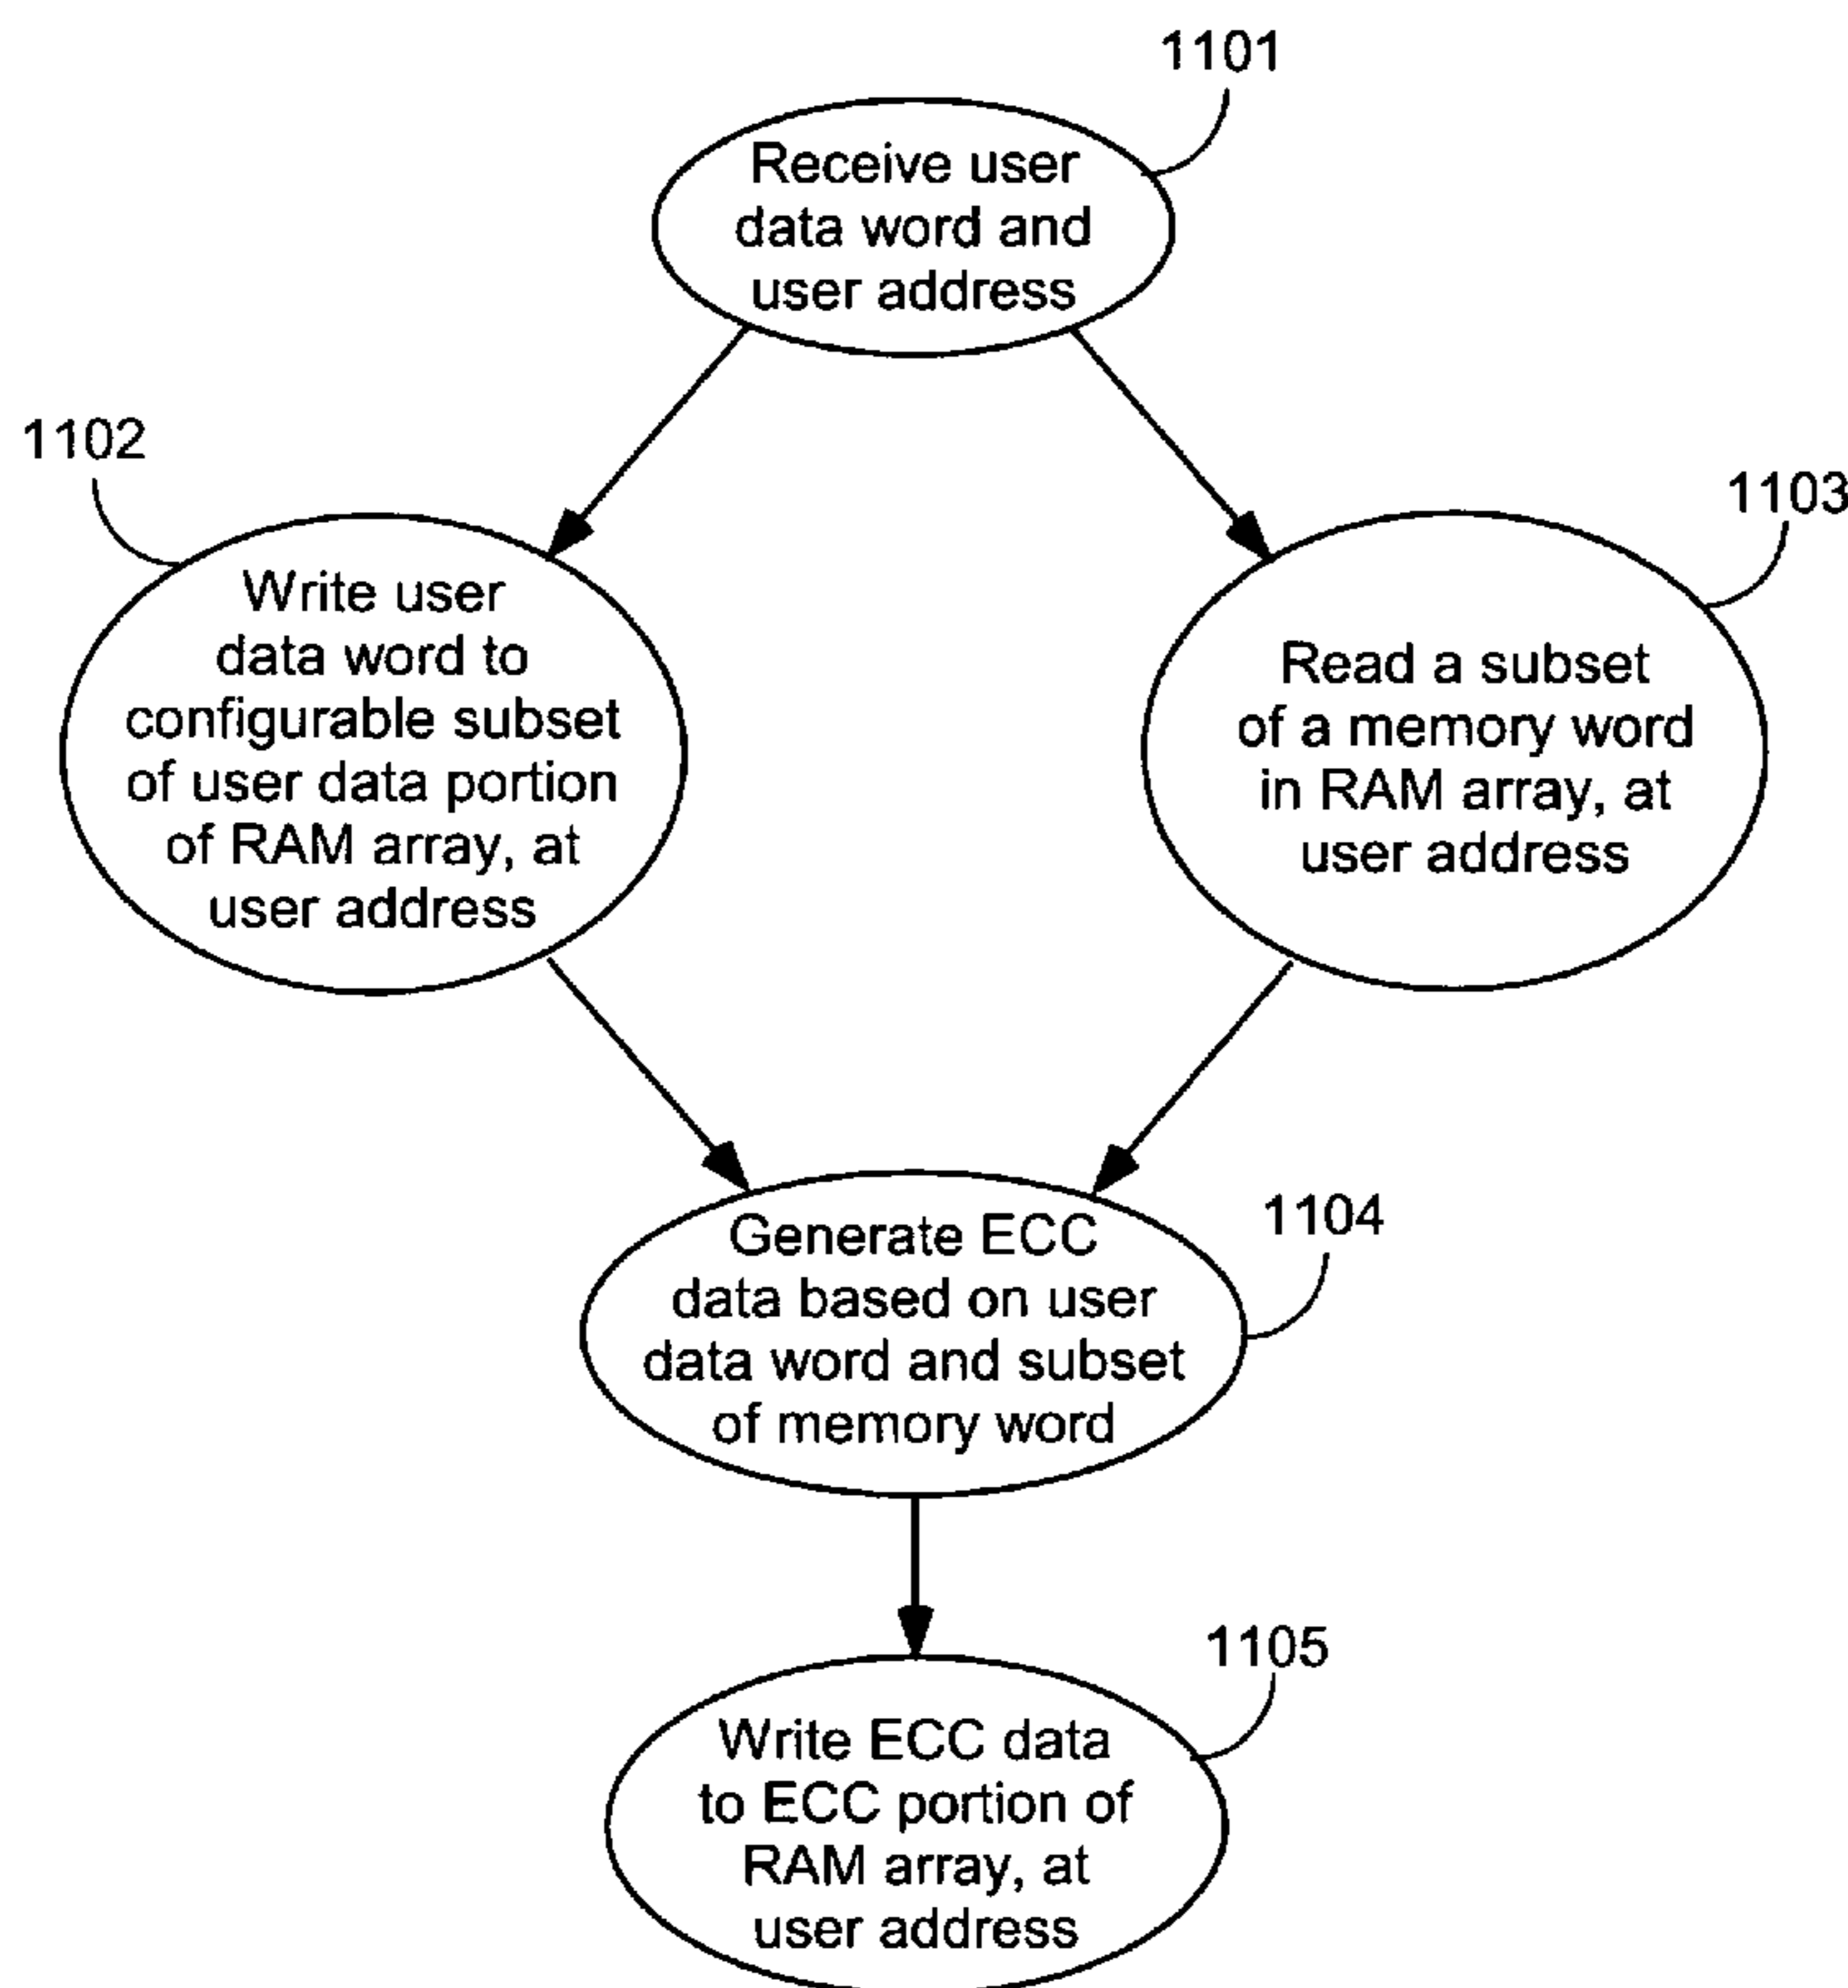 1101
Receive user
data word and
user address
1102
Write user
data word to
configurable subset
of user data portion
of RAM array, at
user address
1103
Read a subset
of a memory word
in RAM array, at
user address
1104
Generate ECC
data based on user
data word and subset
of memory word
1105
Write ECC data
to ECC portion of
RAM array, at
user address